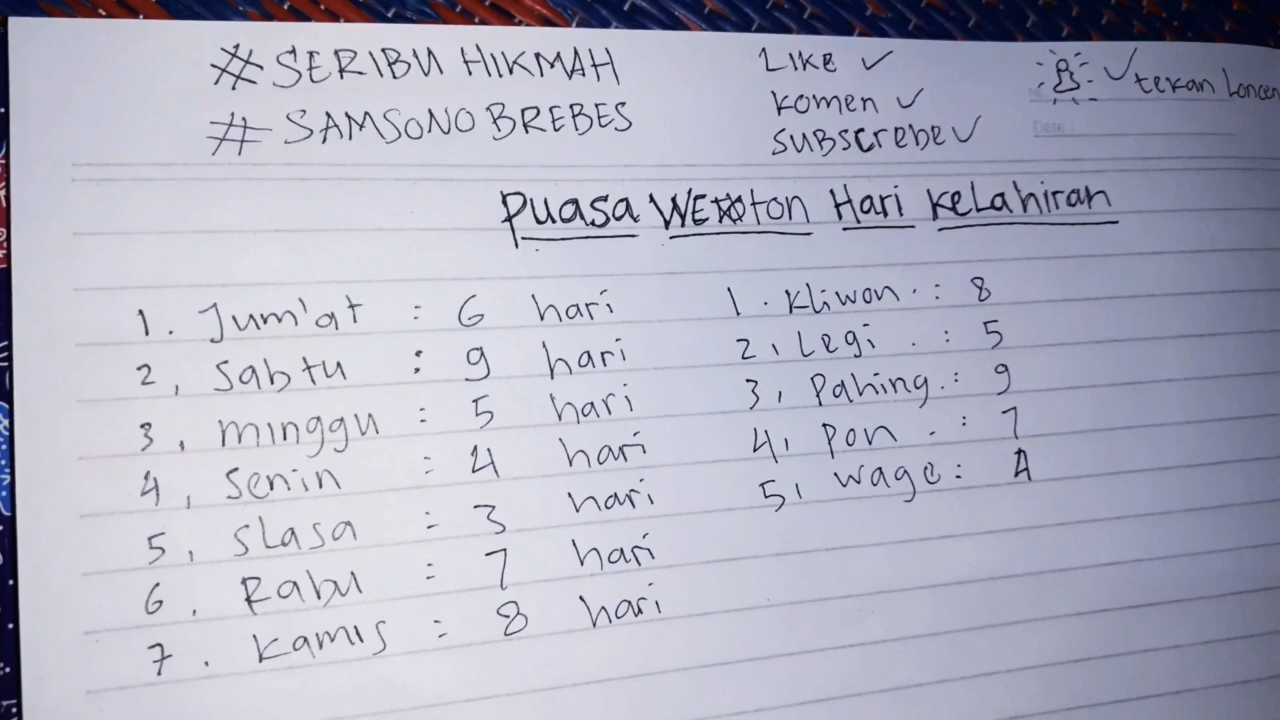 #SERIBU HIKMAH
#SAMSONO BREBES
LIKE ✓
KOMEN ✓
SUBSCREBE ✓
✓ tekan Loncen
Date
Puasa WEton Hari KeLahiran
1. Jum'at : 6 hari
2, Sabtu : 9 hari
3, minggu : 5 hari
4, Senin : 4 hari
5, SLasa : 3 hari
6. Rabu : 7 hari
7. Kamis : 8 hari
1. Kliwon. : 8
2, Legi . : 5
3, Pahing. : 9
4, Pon . : 7
5, Wage : 4